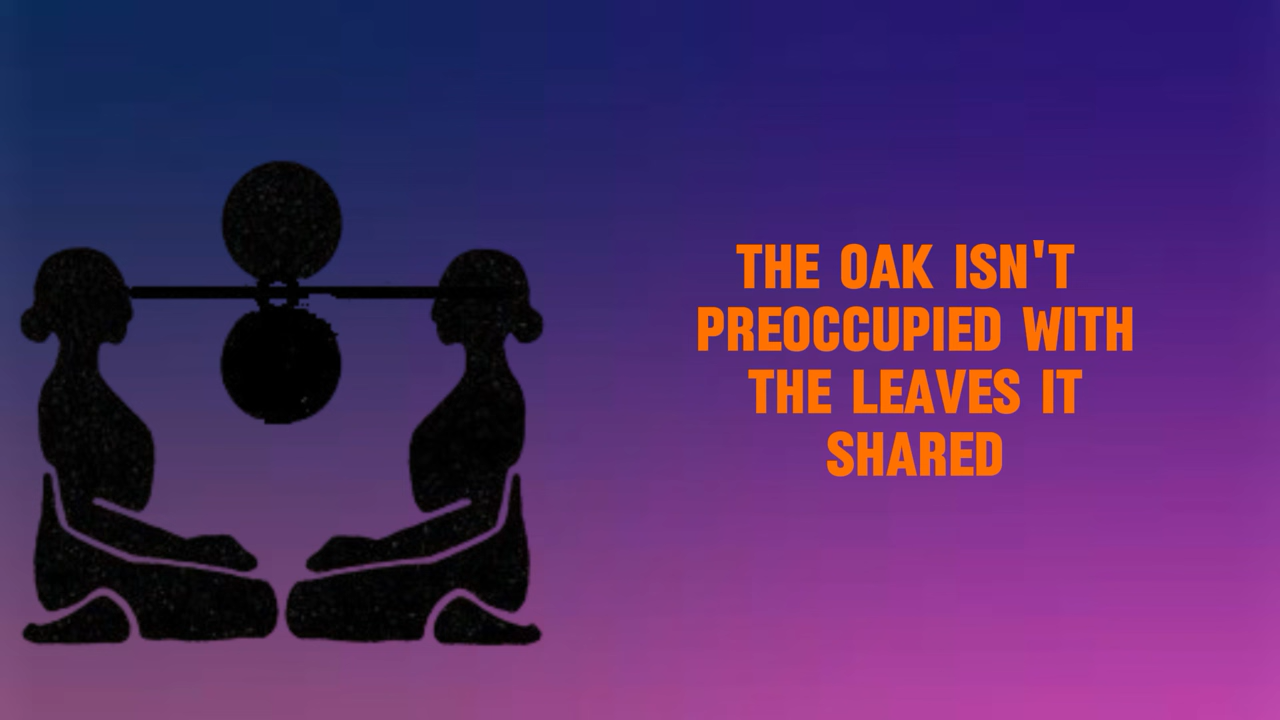 THE OAK ISN'T
PREOCCUPIED WITH
THE LEAVES IT
SHARED